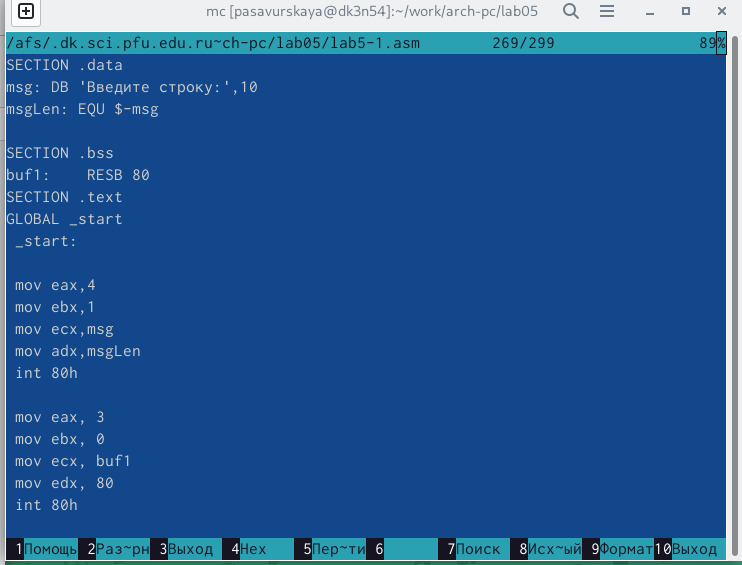 mc [pasavurskaya@dk3n54]:~/work/arch-pc/lab05
/afs/.dk.sci.pfu.edu.ru~ch-pc/lab05/lab5-1.asm 269/299 89%
SECTION .data
msg: DB 'Введите строку:',10
msgLen: EQU $-msg
SECTION .bss
buf1: RESB 80
SECTION .text
GLOBAL _start
_start:
mov eax,4
mov ebx,1
mov ecx,msg
mov adx,msgLen
int 80h
mov eax, 3
mov ebx, 0
mov ecx, buf1
mov edx, 80
int 80h
1Помощь 2Раз~рн 3Выход 4Hex 5Пер~ти 6 7Поиск 8Исх~ый 9Формат 10Выход